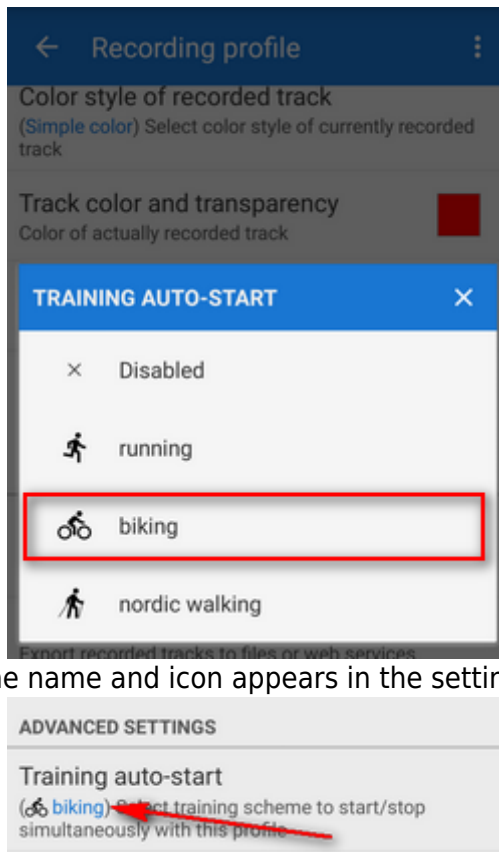 Recording profile
Color style of recorded track
(Simple color) Select color style of currently recorded
track
Track color and transparency
Color of actually recorded track
TRAINING AUTO-START
Disabled
running
biking
nordic walking
Export recorded tracks to files or web services
e name and icon appears in the settin
ADVANCED SETTINGS
Training auto-start
(biking) Select training scheme to start/stop
simultaneously with this profile